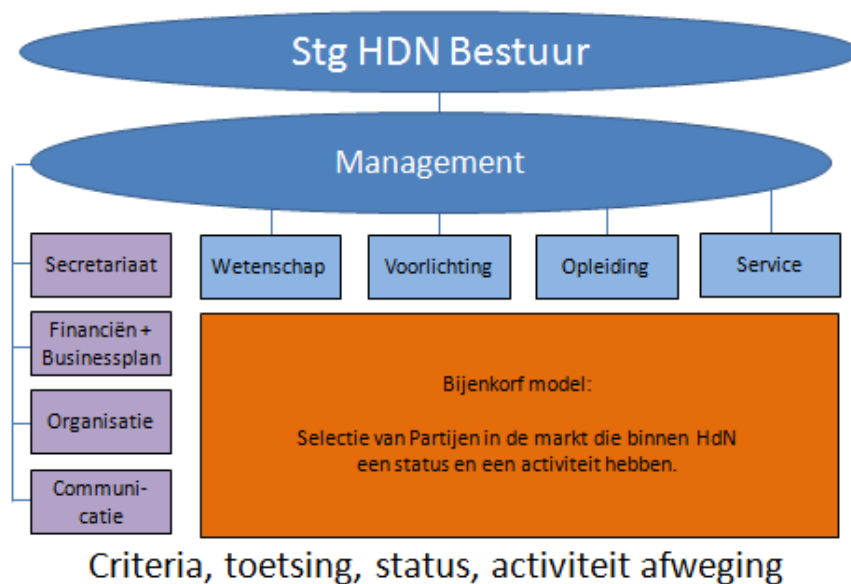 Stg HDN Bestuur
Management
Secretariaat
Wetenschap
Voorlichting
Opleiding
Service
Financiën +
Businessplan
Organisatie
Communi-
catie
Bijenkorf model:
Selectie van Partijen in de markt die binnen HdN
een status en een activiteit hebben.
Criteria, toetsing, status, activiteit afweging